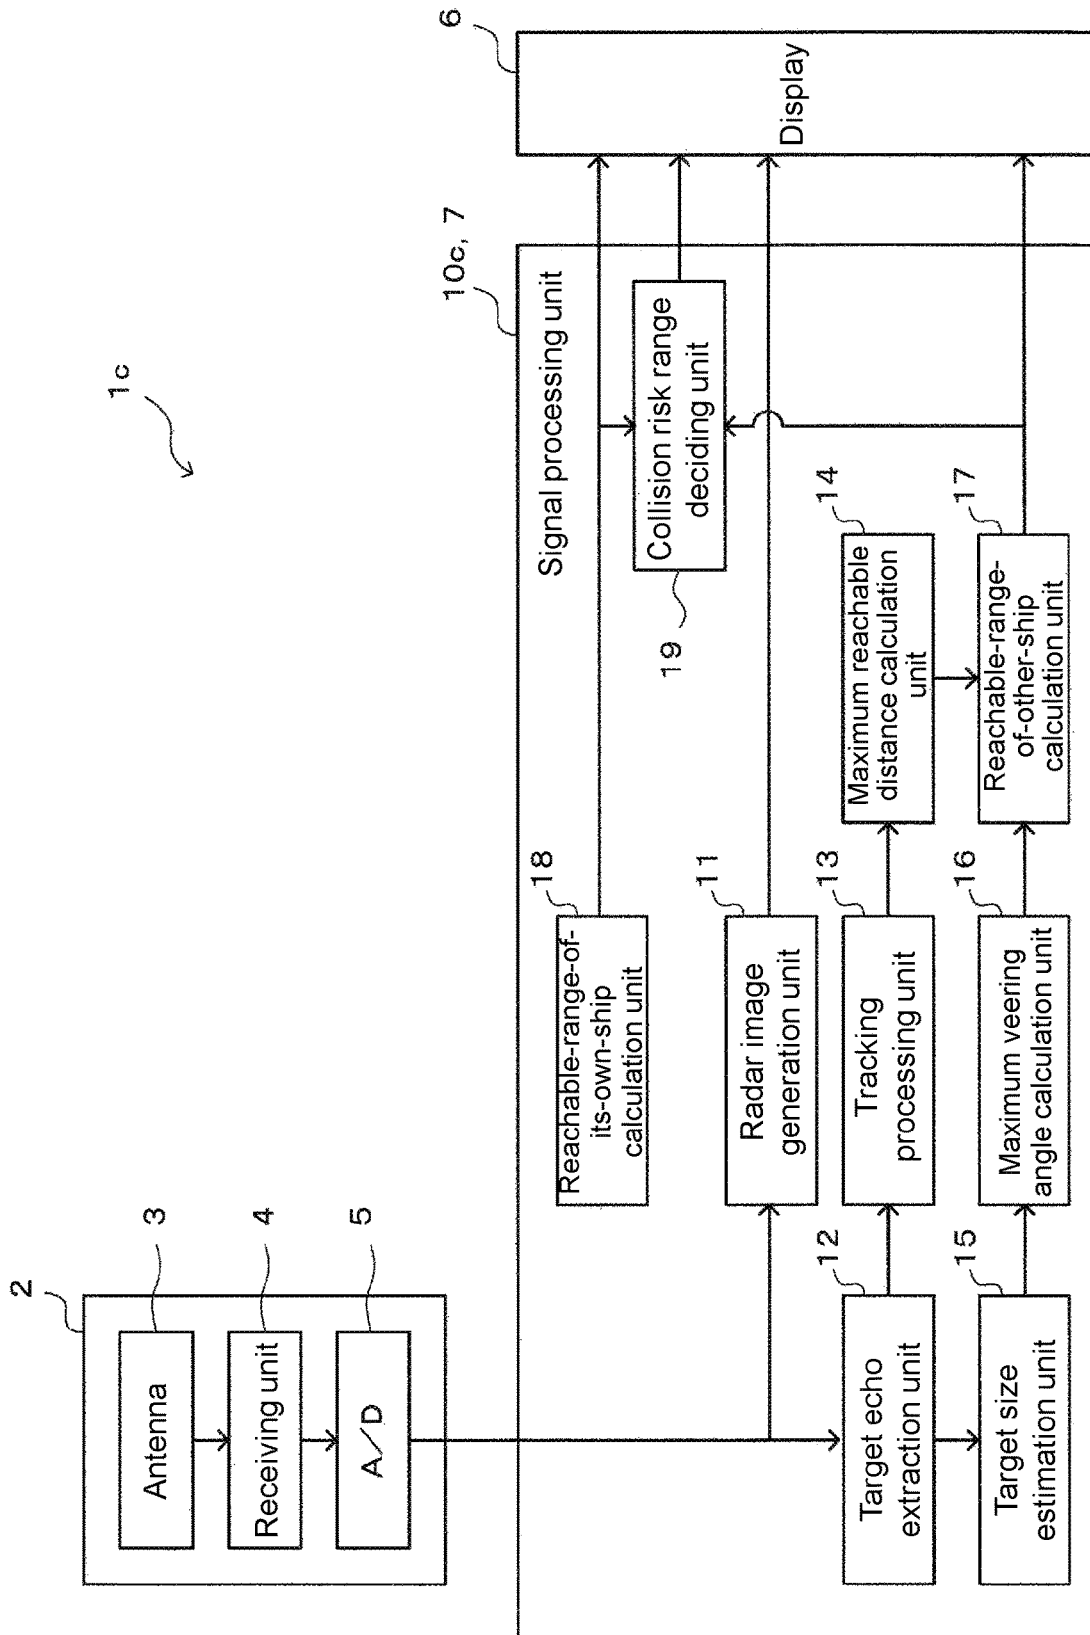 1c
2
3
Antenna
4
Receiving unit
5
A/D
10c, 7
Signal processing unit
18
Reachable-range-of-
its-own-ship
calculation unit
19
Collision risk range
deciding unit
11
Radar image
generation unit
12
Target echo
extraction unit
13
Tracking
processing unit
14
Maximum reachable
distance calculation
unit
15
Target size
estimation unit
16
Maximum veering
angle calculation unit
17
Reachable-range-
of-other-ship
calculation unit
6
Display